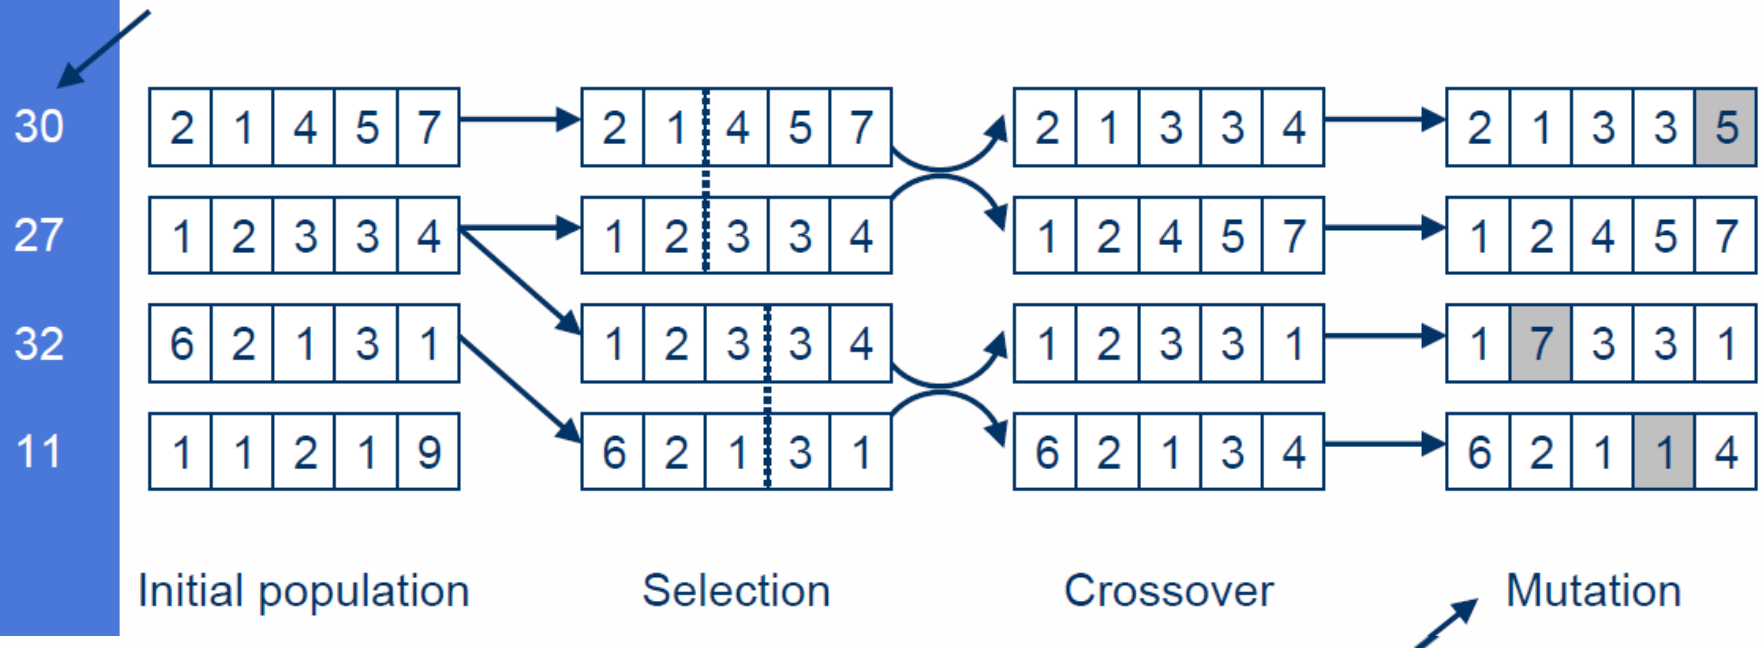 30 2 1 4 5 7 2 1 4 5 7 2 1 3 3 4 2 1 3 3 5
27 1 2 3 3 4 1 2 3 3 4 1 2 4 5 7 1 2 4 5 7
32 6 2 1 3 1 1 2 3 3 4 1 2 3 3 1 1 7 3 3 1
11 1 1 2 1 9 6 2 1 3 1 6 2 1 3 4 6 2 1 1 4
Initial population Selection Crossover Mutation